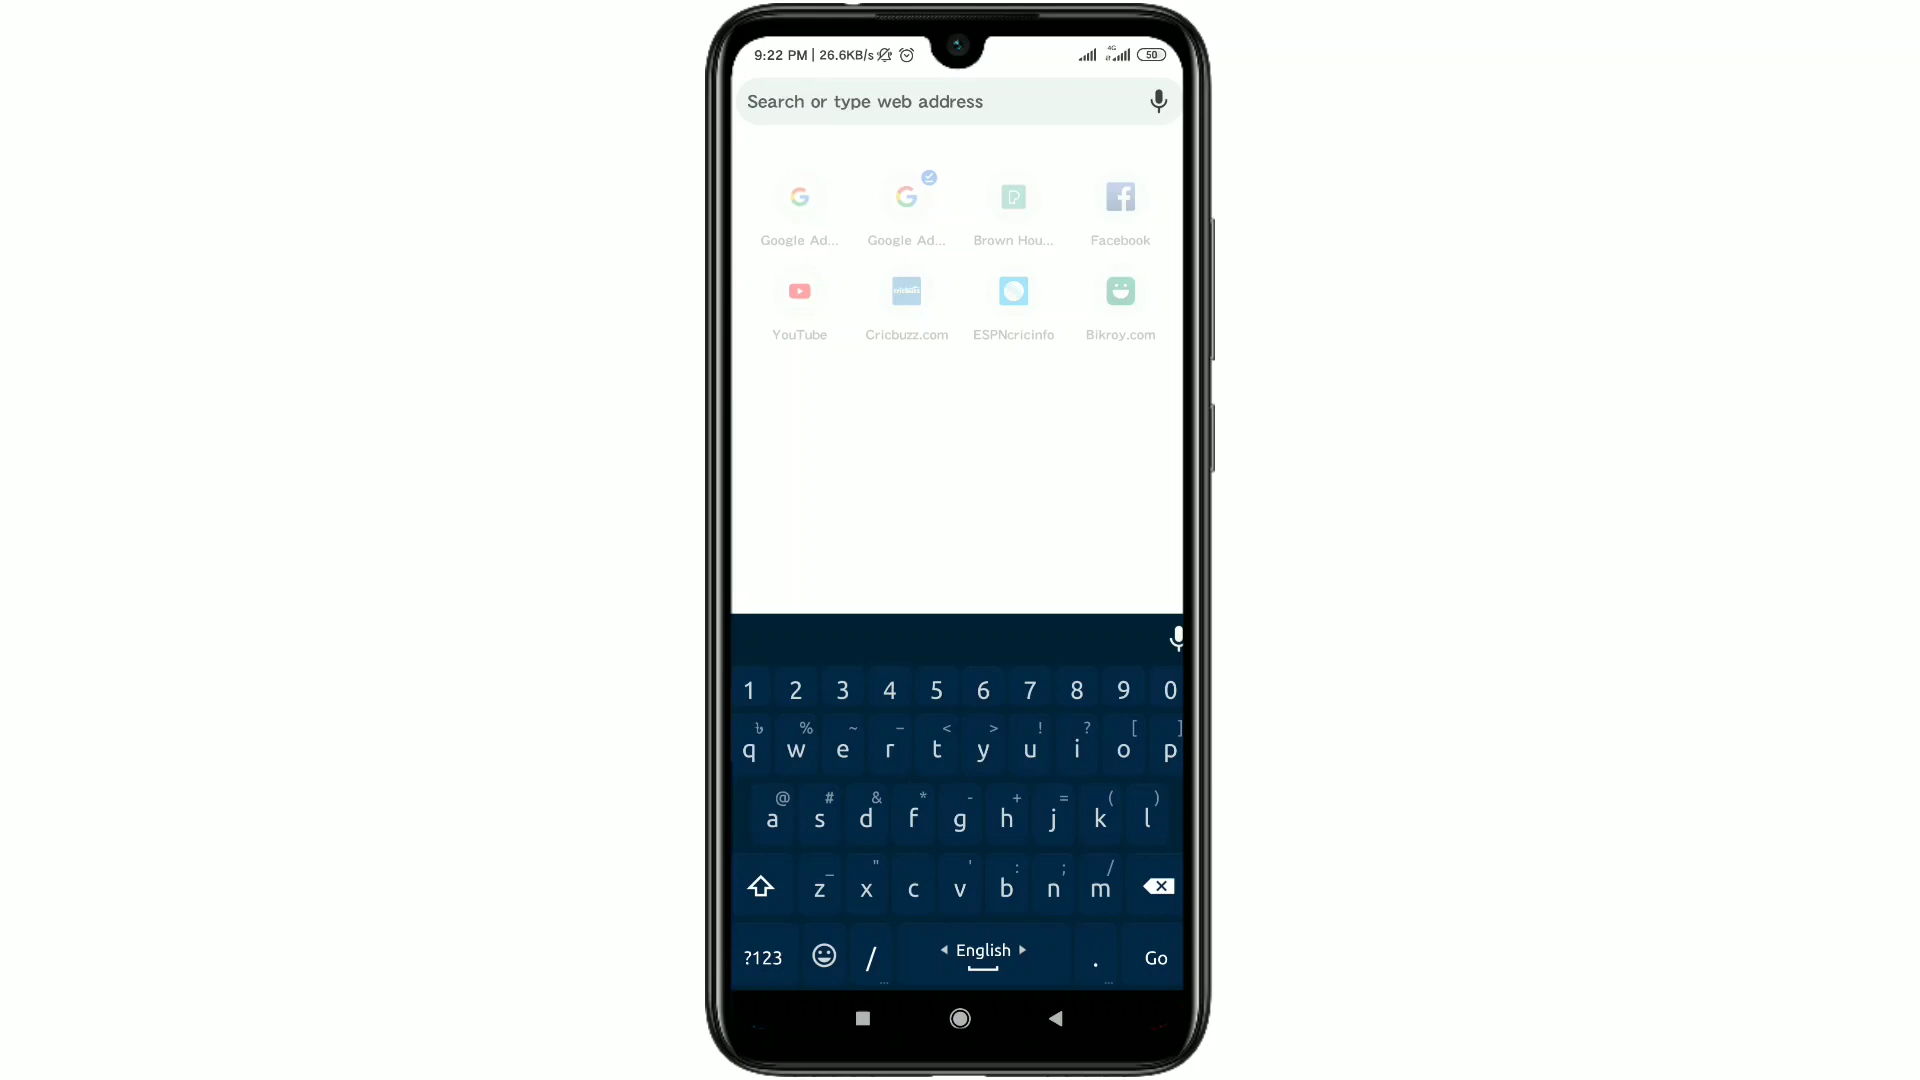 9:22 PM | 26.6KB/s 4G 50
Search or type web address
Google Ad... Google Ad... Brown Hou... Facebook
YouTube Cricbuzz.com ESPNcricinfo Bikroy.com
1 2 3 4 5 6 7 8 9 0
৳ % ~ – < > ! ? [ ]
q w e r t y u i o p
@ # & * - + = ( )
a s d f g h j k l
_ " ' : ; /
z x c v b n m
?123 / ◂ English ▸ . Go